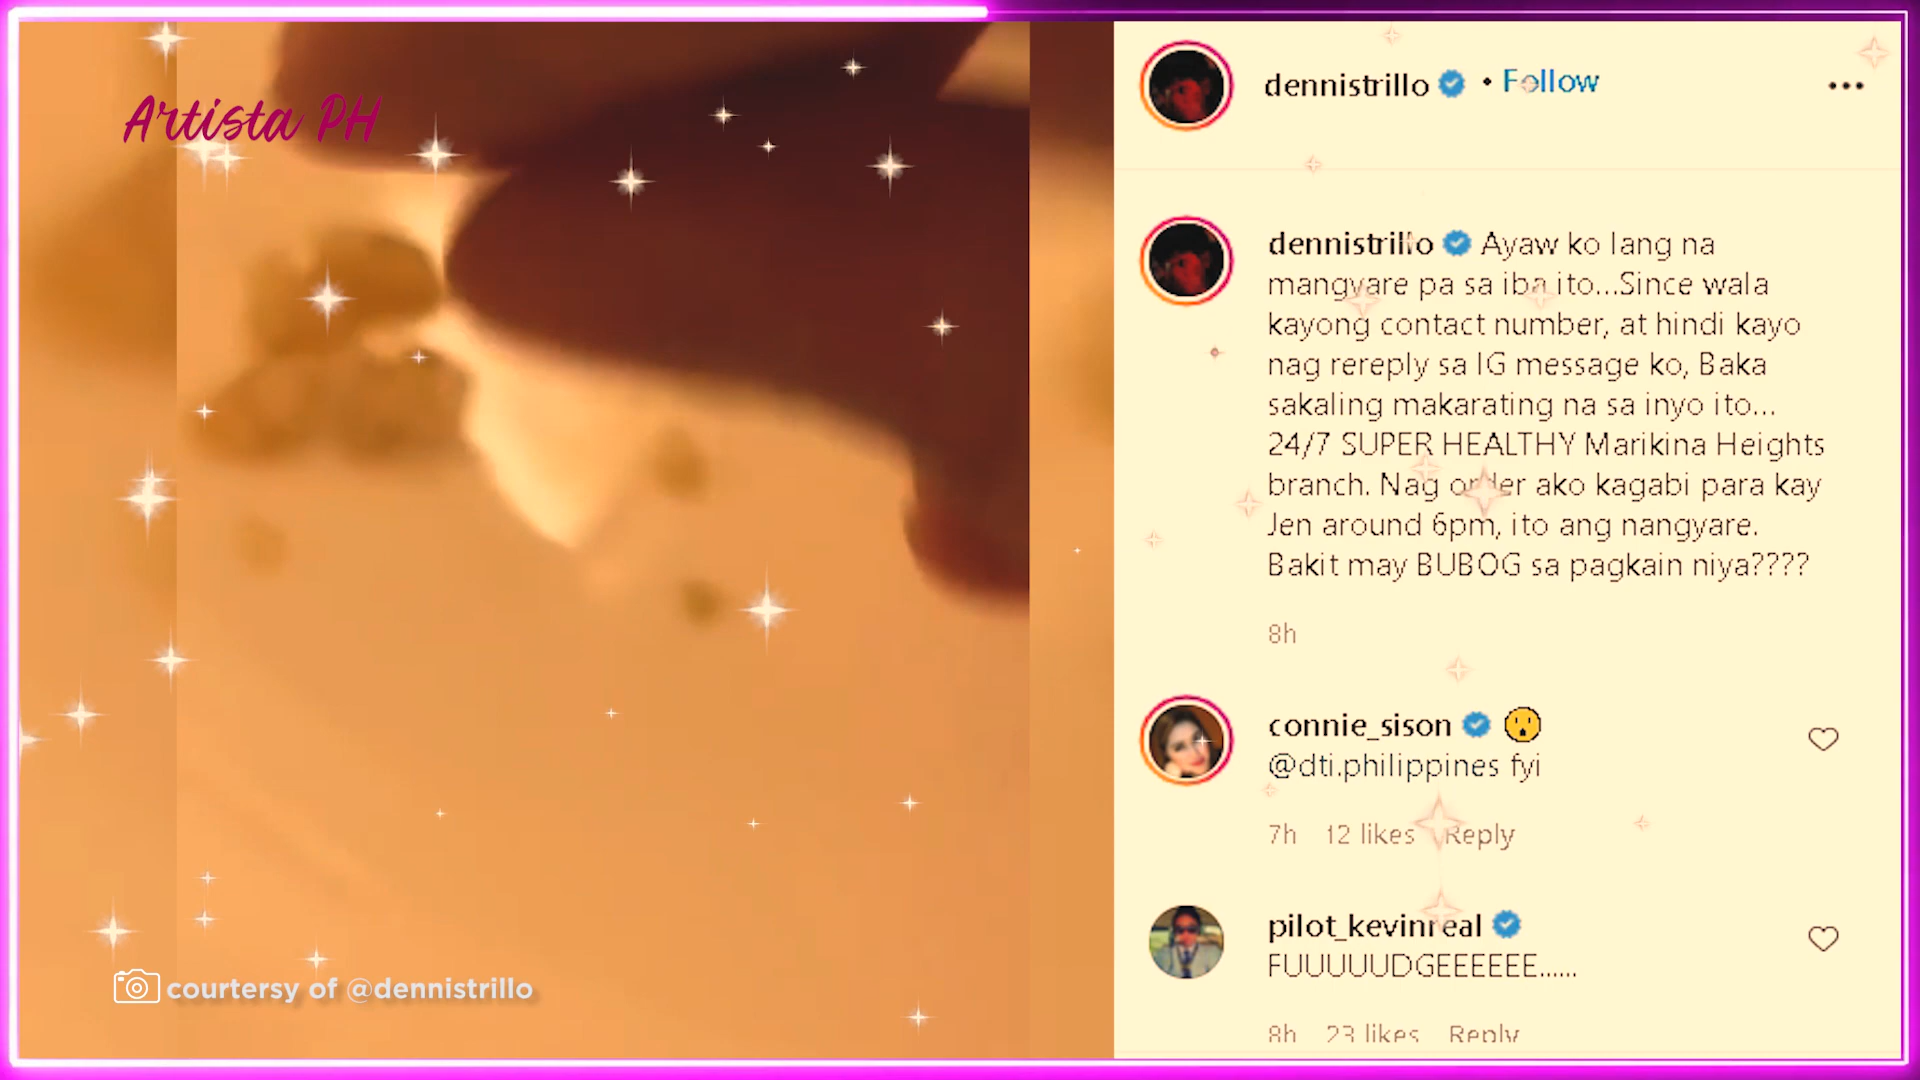 Artista PH
courtersy of @dennistrillo
dennistrillo • Follow
dennistrillo Ayaw ko lang na
mangyare pa sa iba ito...Since wala
kayong contact number, at hindi kayo
nag rereply sa IG message ko, Baka
sakaling makarating na sa inyo ito...
24/7 SUPER HEALTHY Marikina Heights
branch. Nag order ako kagabi para kay
Jen around 6pm, ito ang nangyare.
Bakit may BUBOG sa pagkain niya????
8h
connie_sison 😮
@dti.philippines fyi
7h 12 likes Reply
pilot_kevinreal
FUUUUUDGEEEEEE......
8h 23 likes Reply